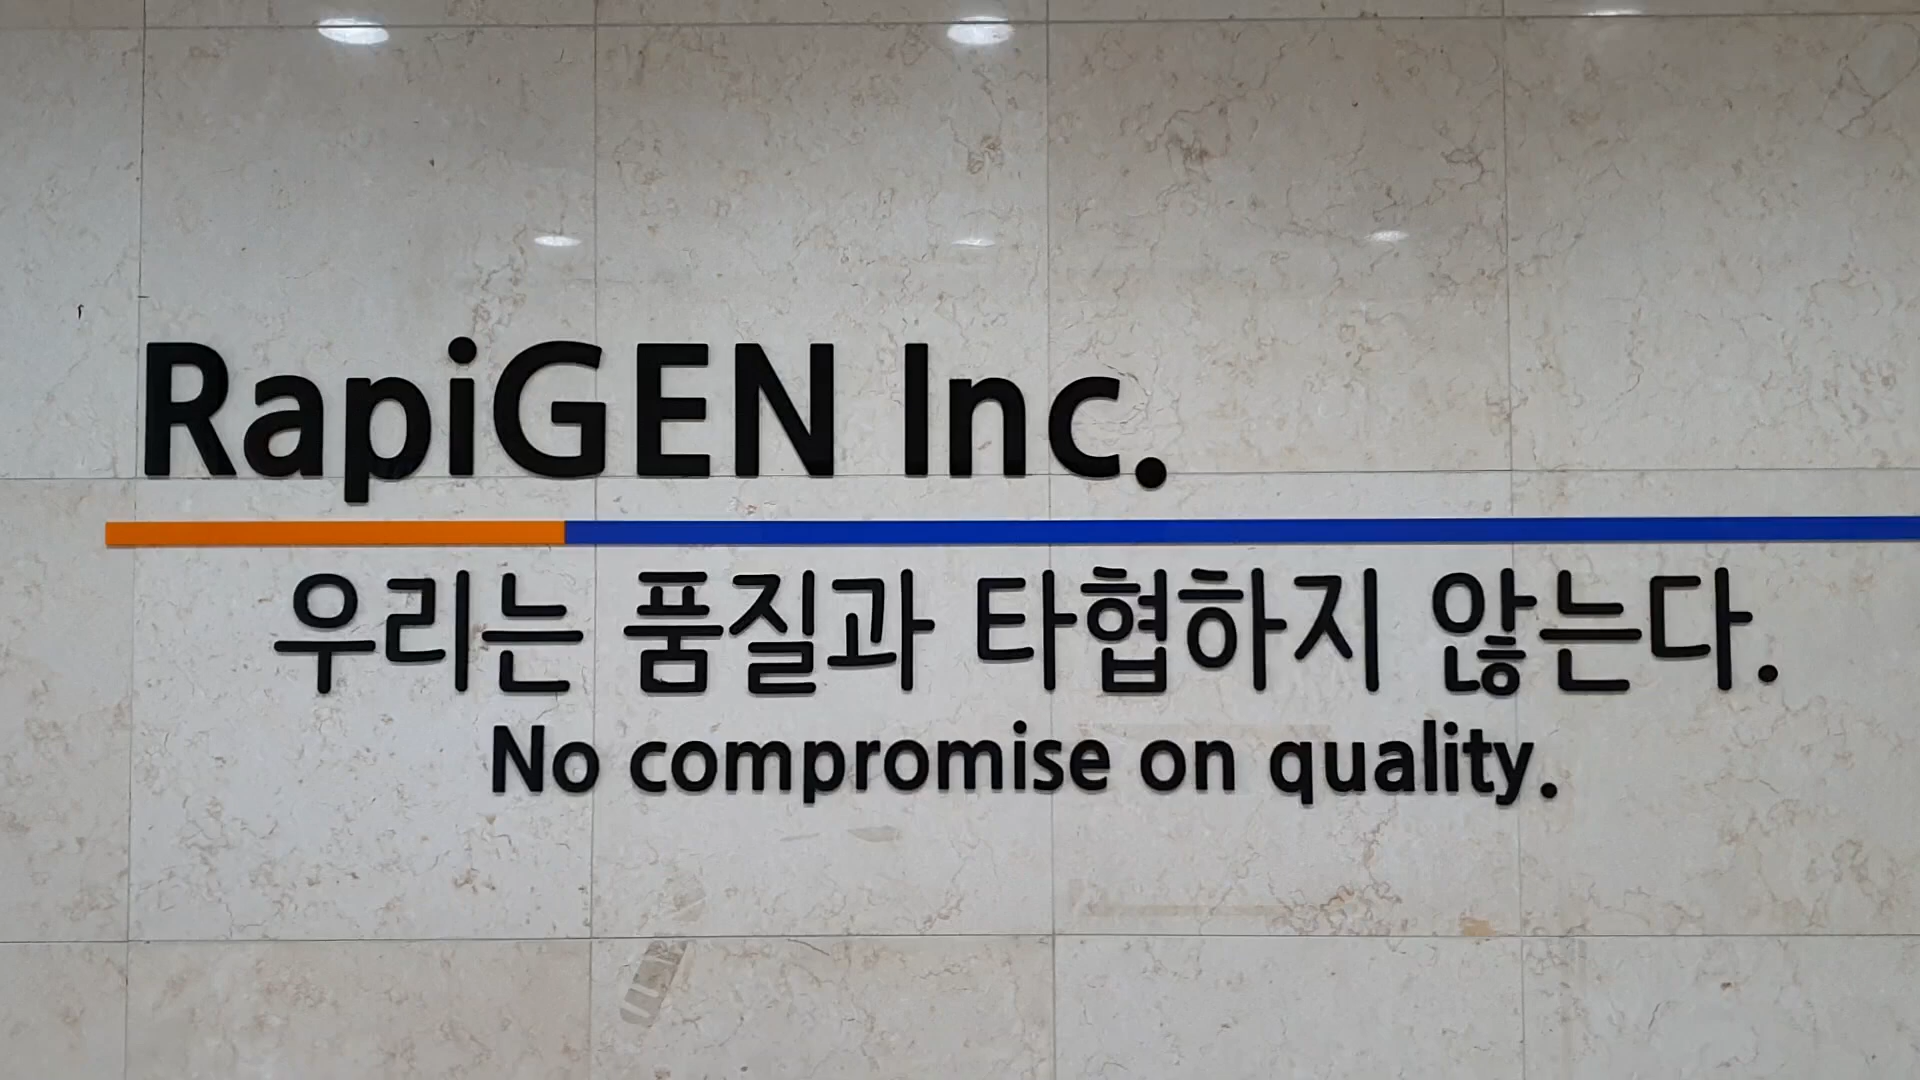 RapiGEN Inc.
우리는 품질과 타협하지 않는다.
No compromise on quality.